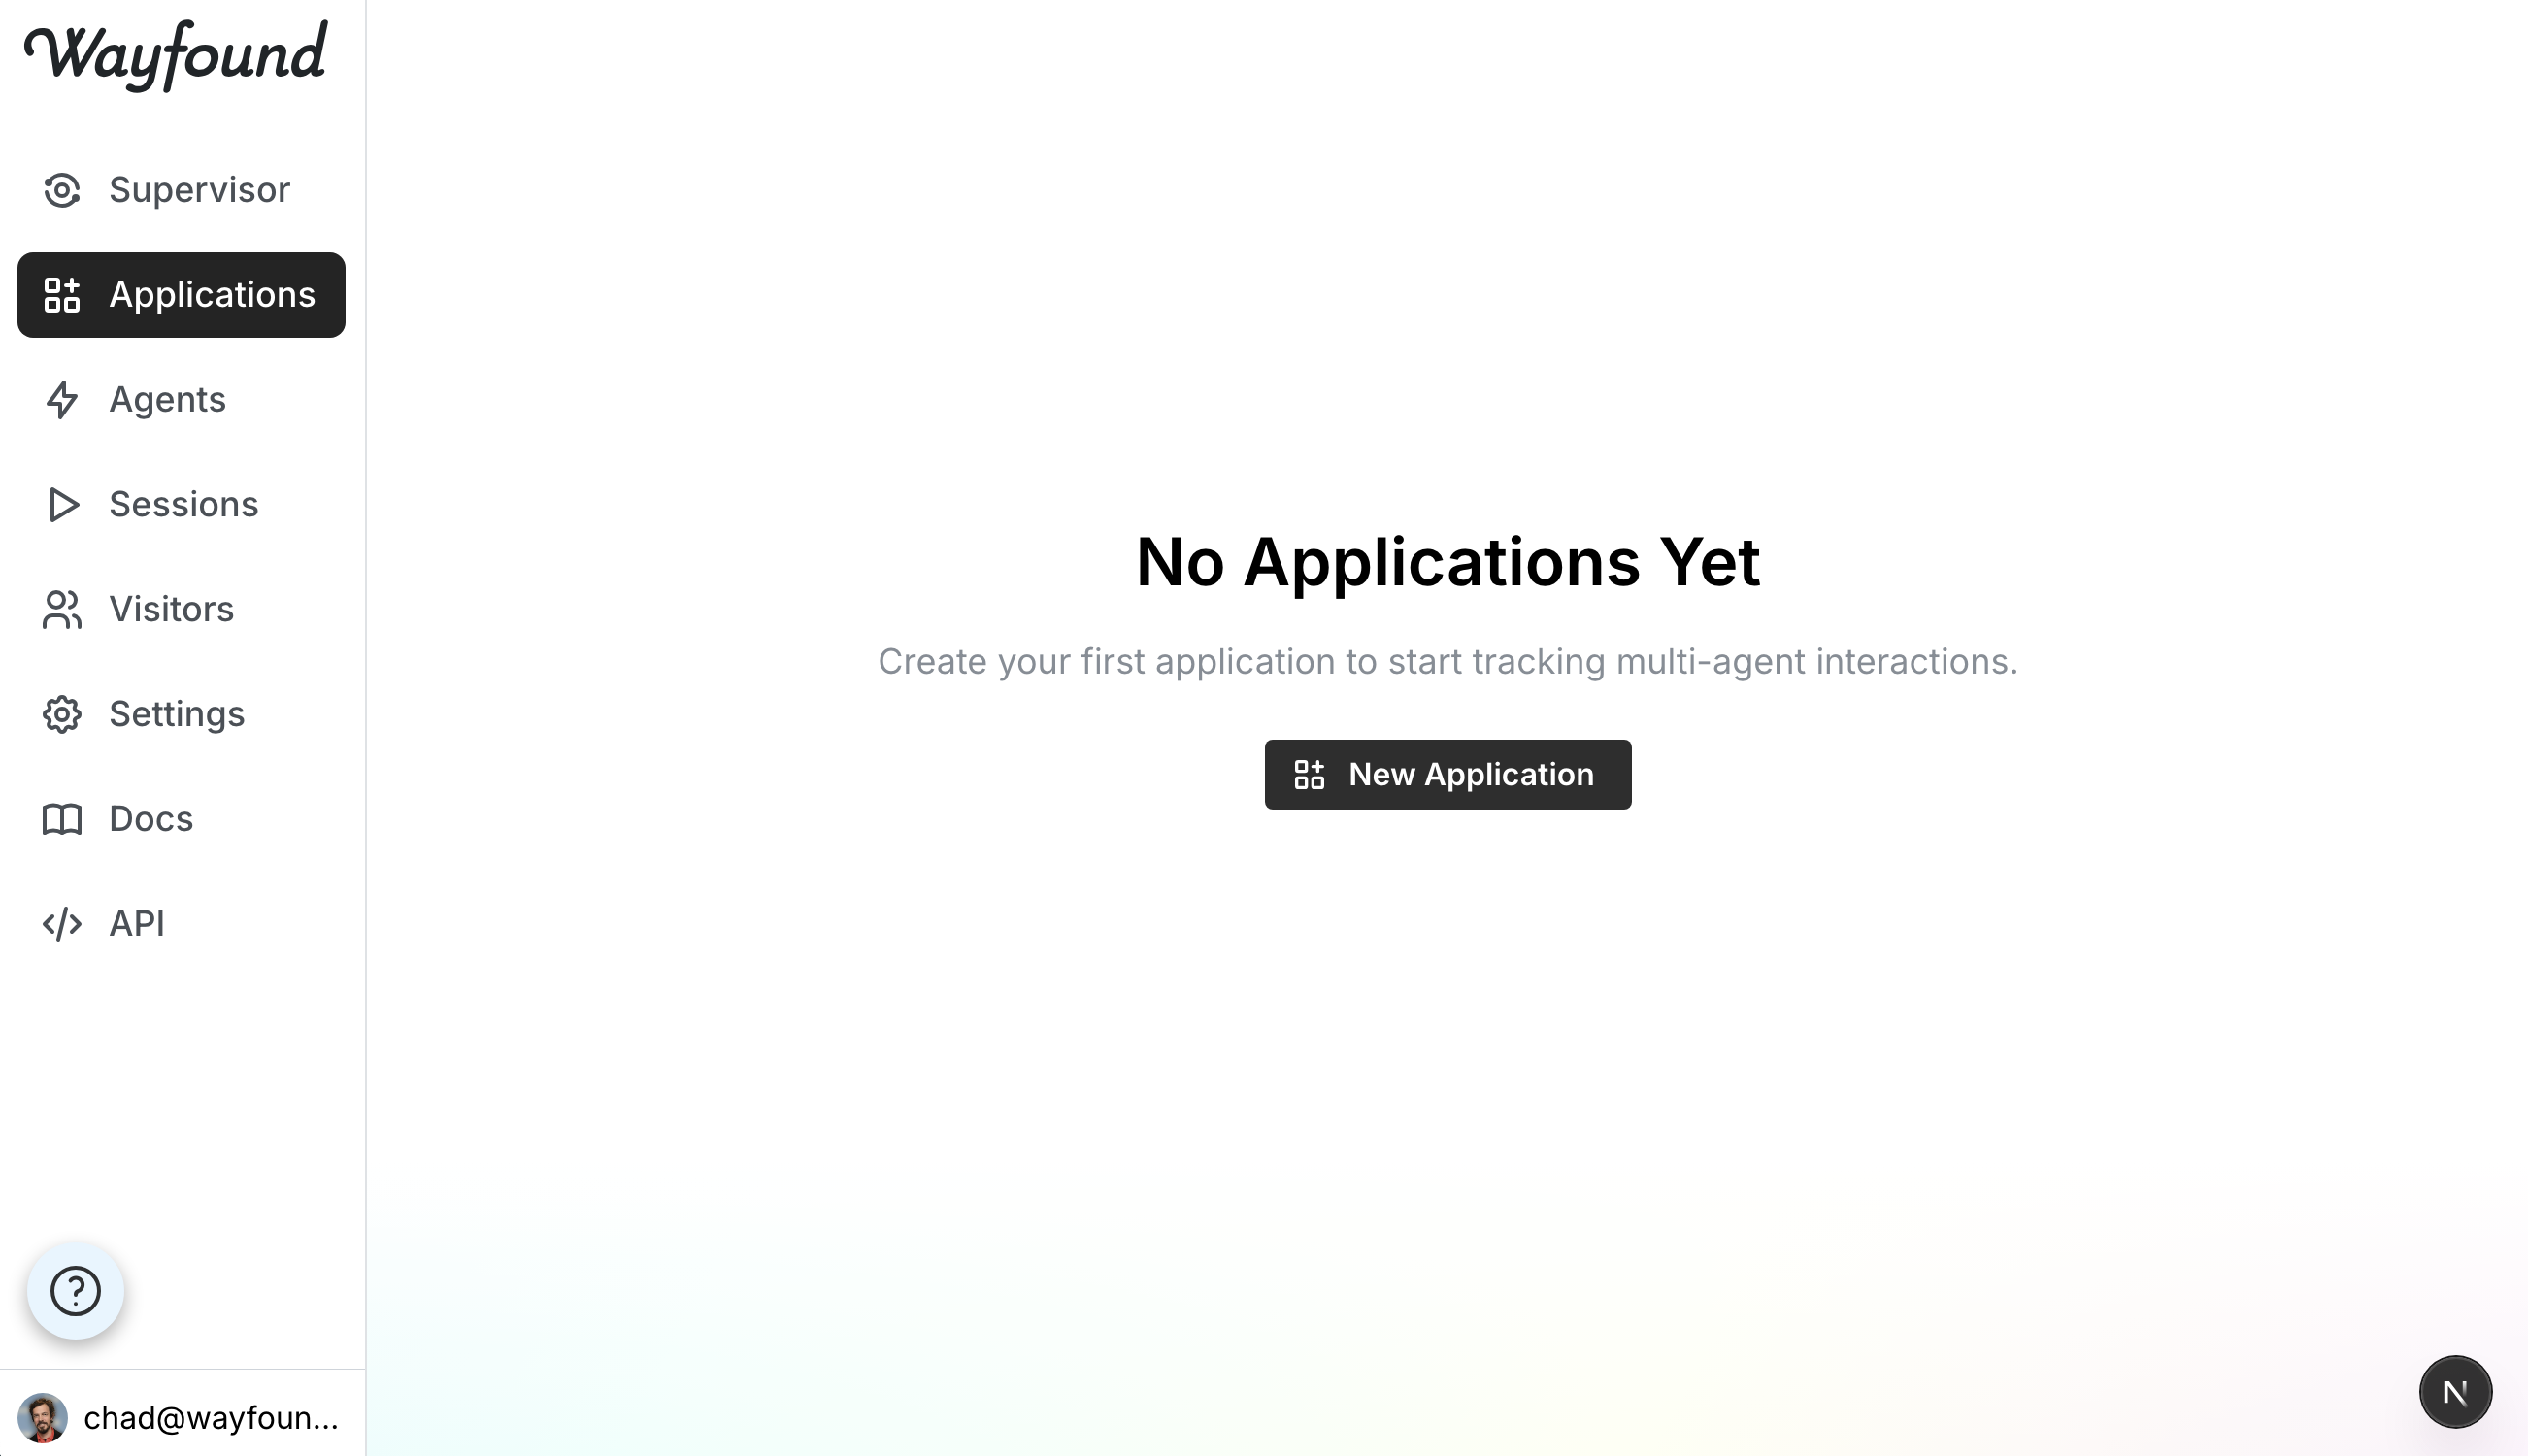 Wayfound
Supervisor
Applications
Agents
Sessions
Visitors
Settings
Docs
API
?
chad@wayfoun...
No Applications Yet
Create your first application to start tracking multi-agent interactions.
New Application
N